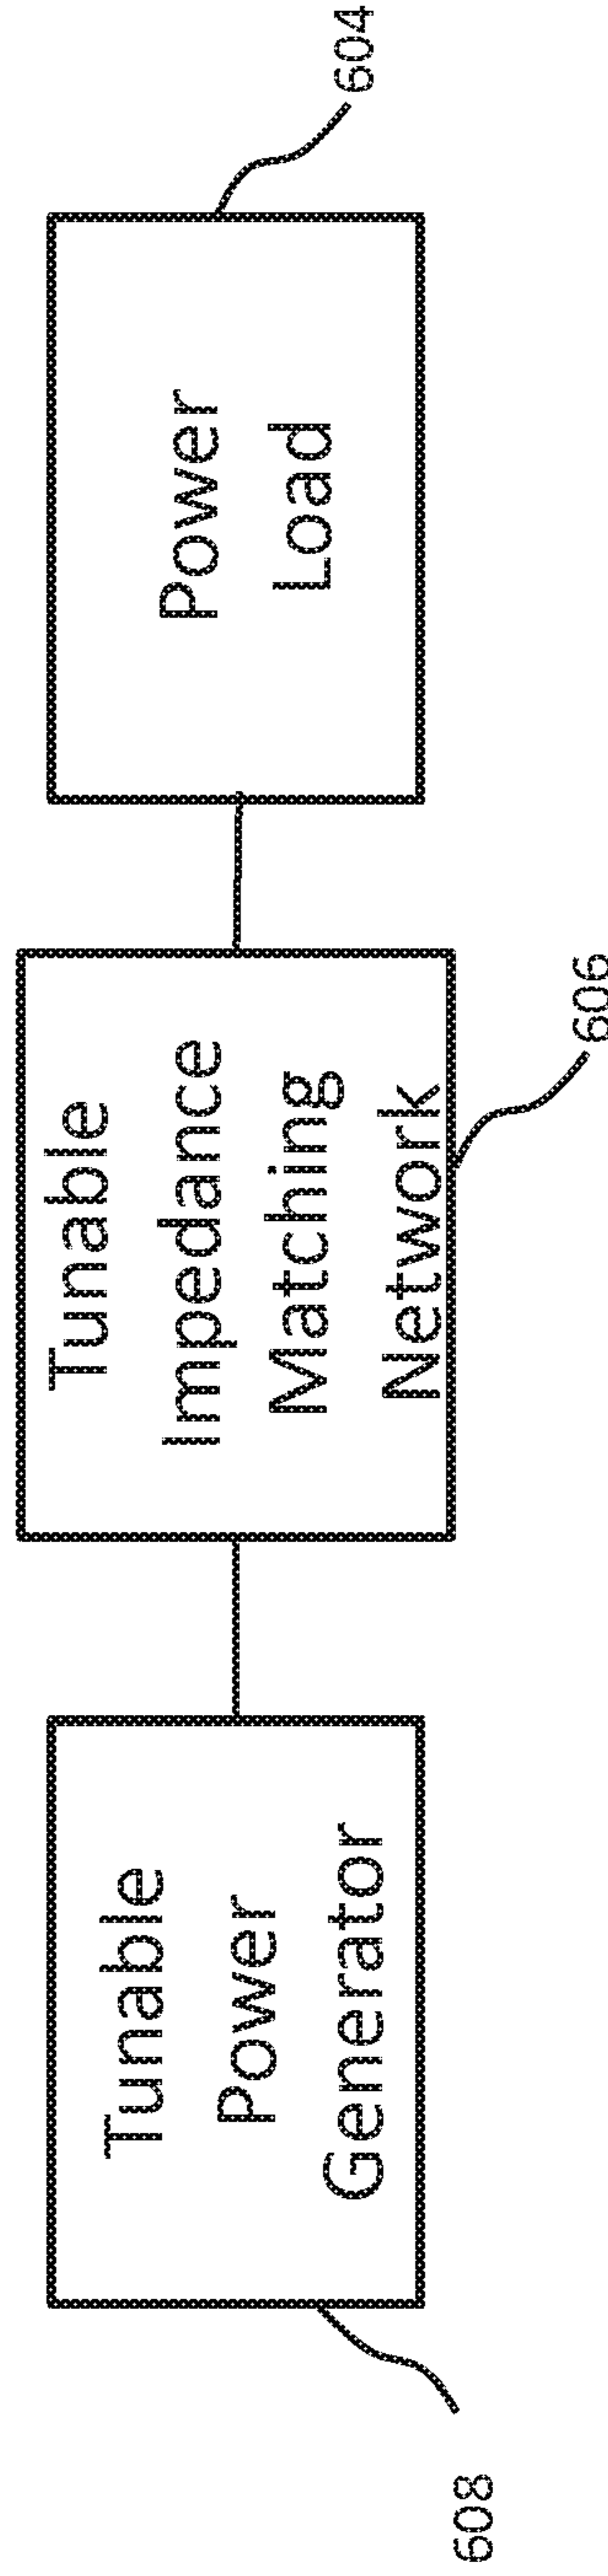 Tunable
Power
Generator
608
Tunable
Impedance
Matching
Network
606
Power
Load
604